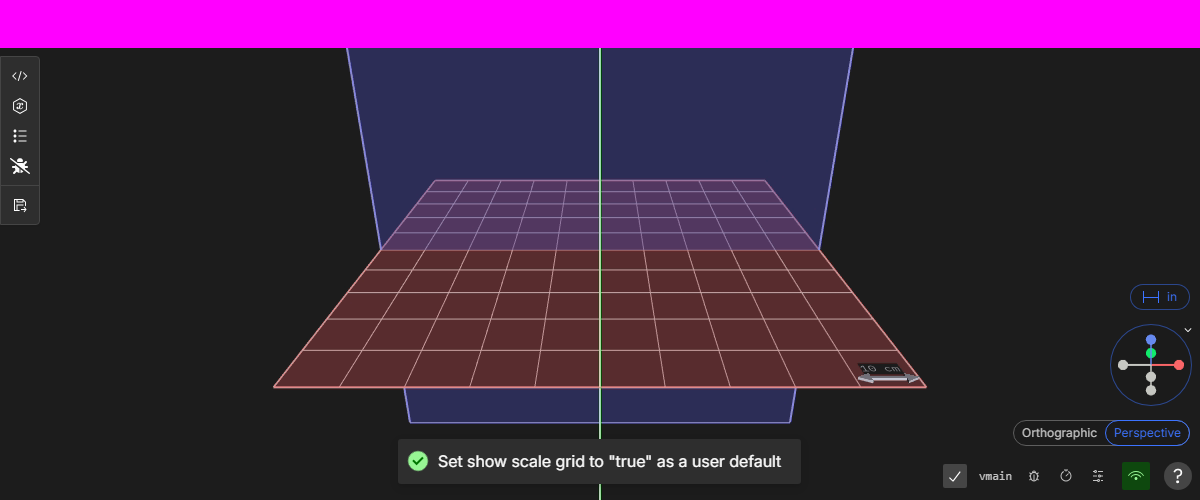 10 cm
in
Orthographic Perspective
Set show scale grid to "true" as a user default
vmain
?